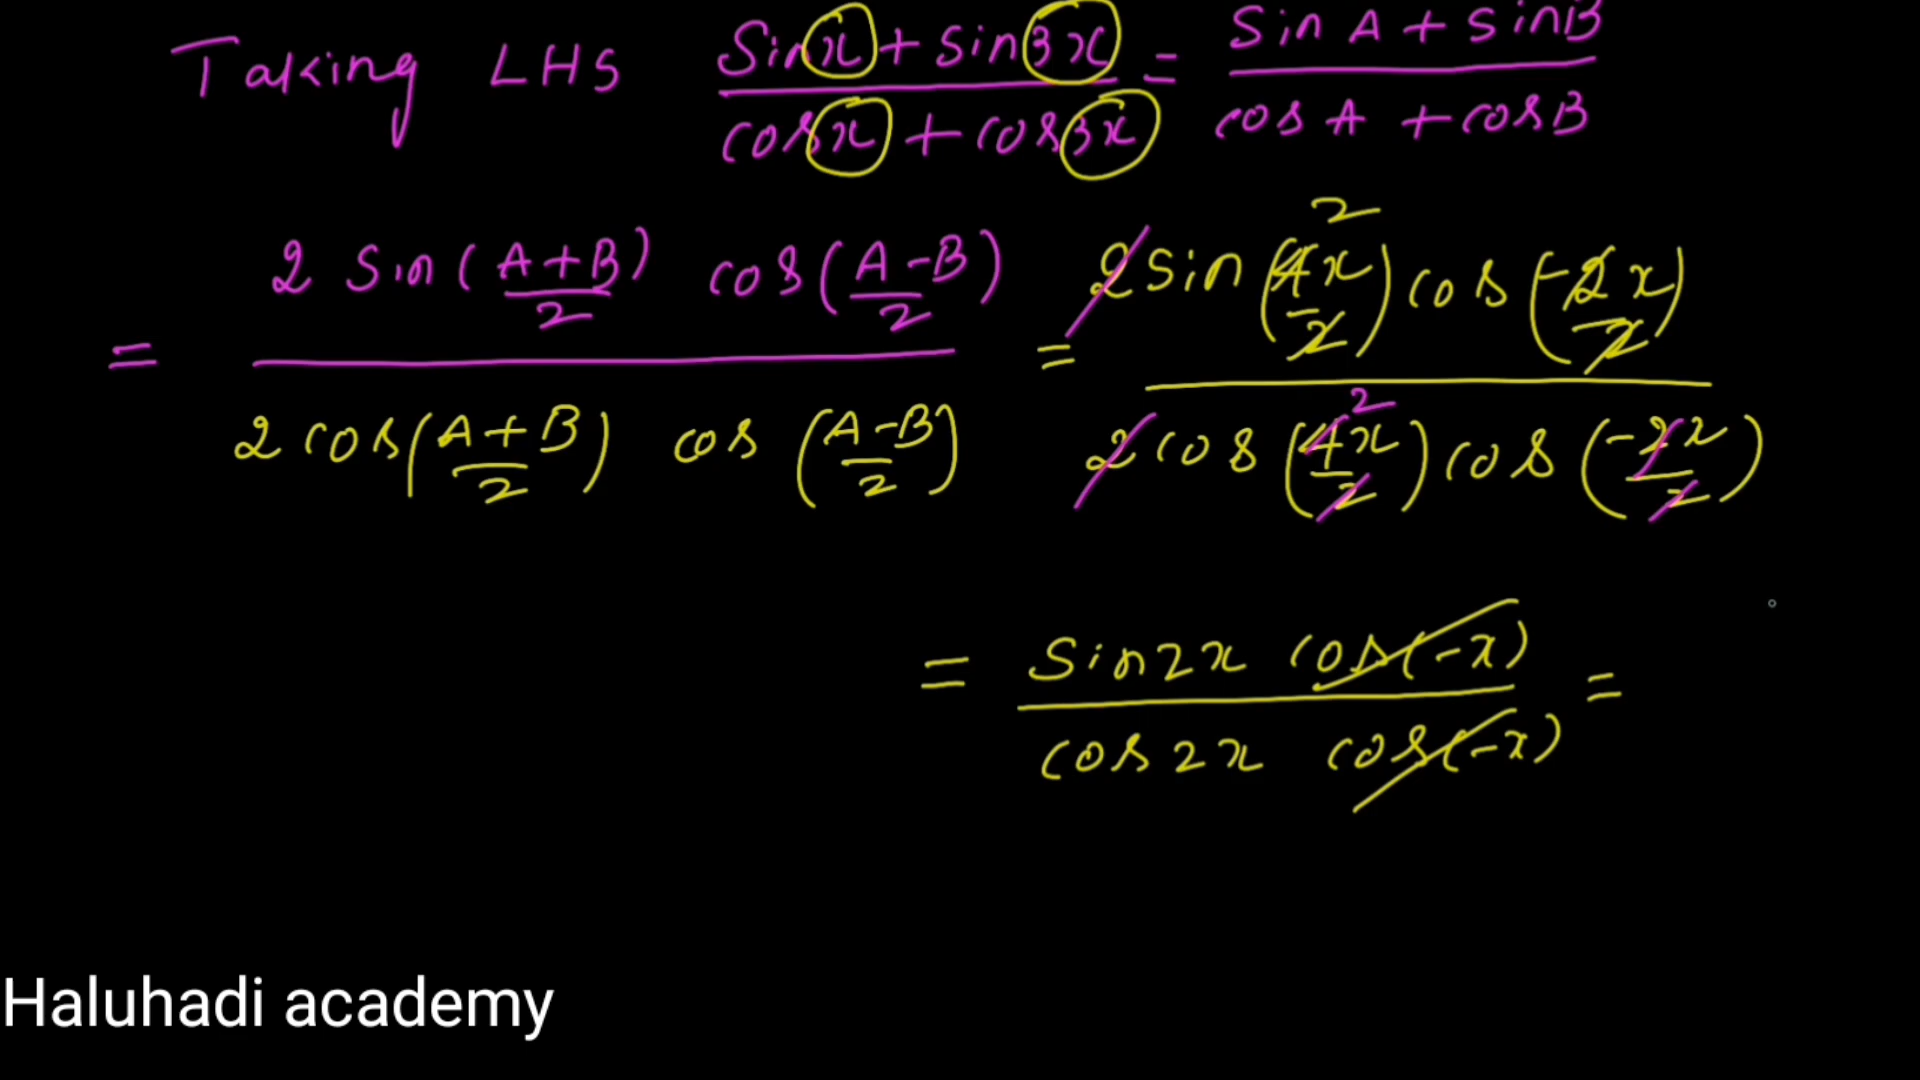 Taking LHS (Sin x + Sin 3x)/(cos x + cos 3x) = (Sin A + Sin B)/(cos A + cos B)
= (2 Sin((A+B)/2) cos((A-B)/2))/(2 cos((A+B)/2) cos((A-B)/2)) = (2 Sin(4x/2) cos(-2x/2))/(2 cos(4x/2) cos(-2x/2))
= (Sin 2x cos(-x))/(cos 2x cos(-x)) =
Haluhadi academy